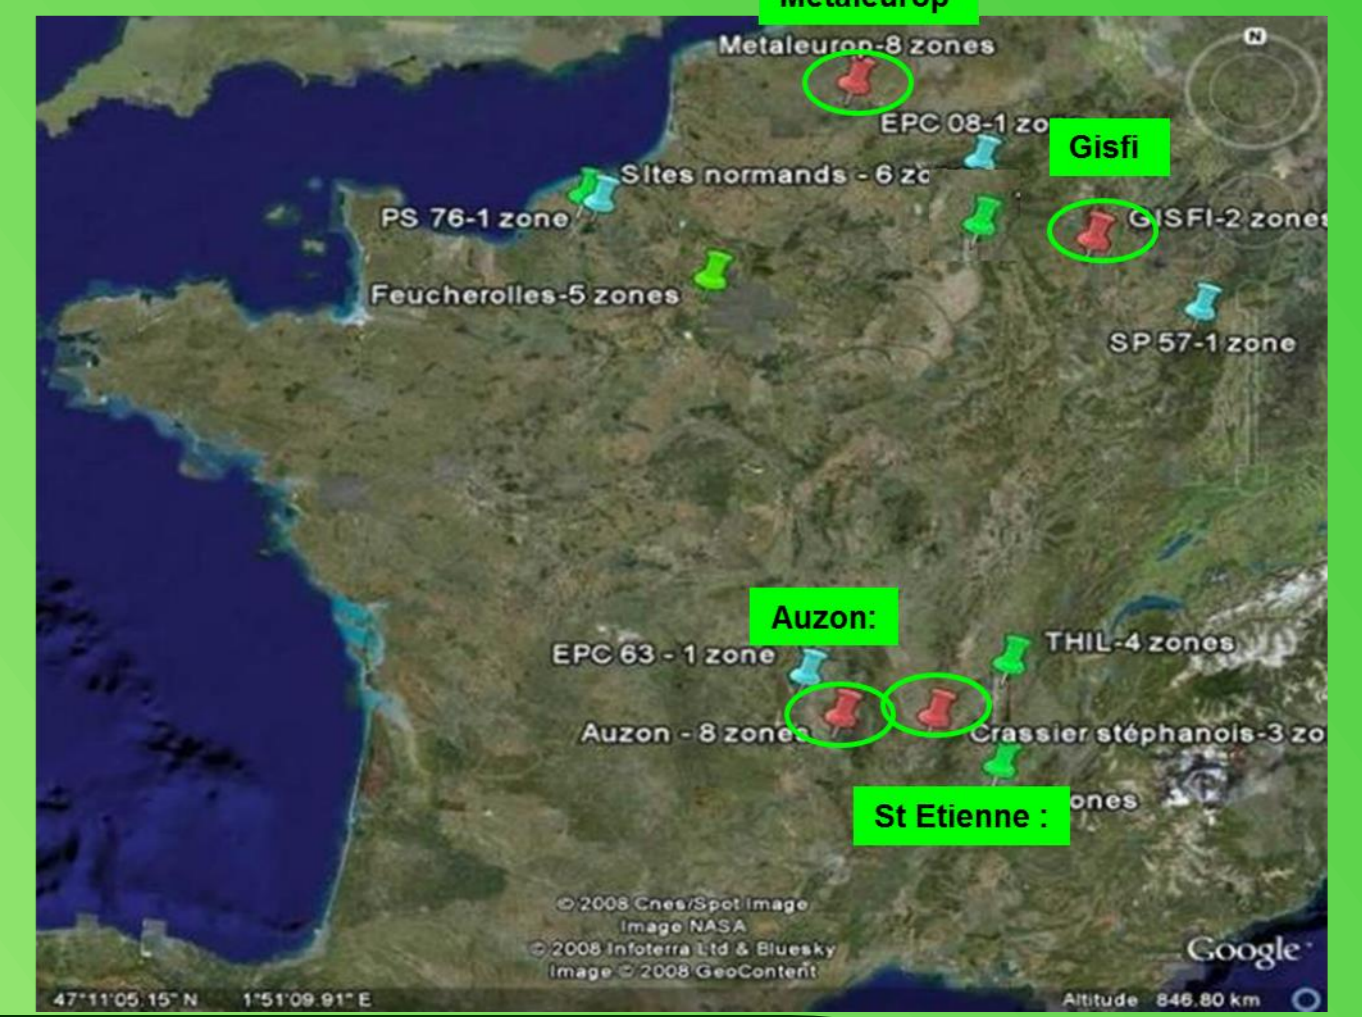 Metaleurop
Metaleurop-8 zones
N
EPC 08-1 zo
Gisfi
Sites normands - 6 zo
PS 76-1 zone
GISFI-2 zones
Feucherolles-5 zones
SP 57-1 zone
Auzon:
EPC 63 - 1 zone
THIL-4 zones
Auzon - 8 zones
Crassier stéphanois-3 zo
ones
St Etienne :
© 2008 Cnes/Spot Image
Image NASA
© 2008 Infoterra Ltd & Bluesky
Image © 2008 GeoContent
Google
47°11'05.15" N 1°51'09.91" E
Altitude 846.80 km